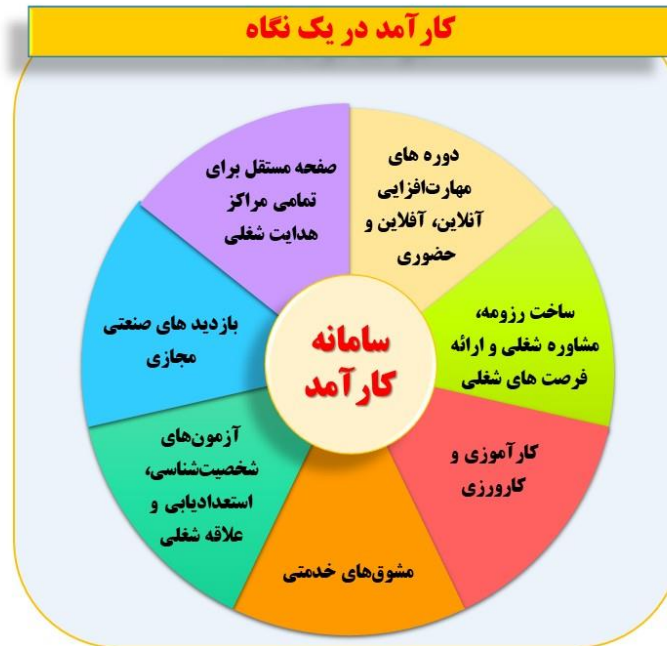 کارآمد در یک نگاه
دوره های
مهارت‌افزایی
آنلاین، آفلاین و
حضوری
ساخت رزومه،
مشاوره شغلی و ارائه
فرصت های شغلی
کارآموزی و
کارورزی
مشوق‌های خدمتی
آزمون‌های
شخصیت‌شناسی،
استعدادیابی و
علاقه شغلی
بازدید های صنعتی
مجازی
صفحه مستقل برای
تمامی مراکز
هدایت شغلی
سامانه
کارآمد